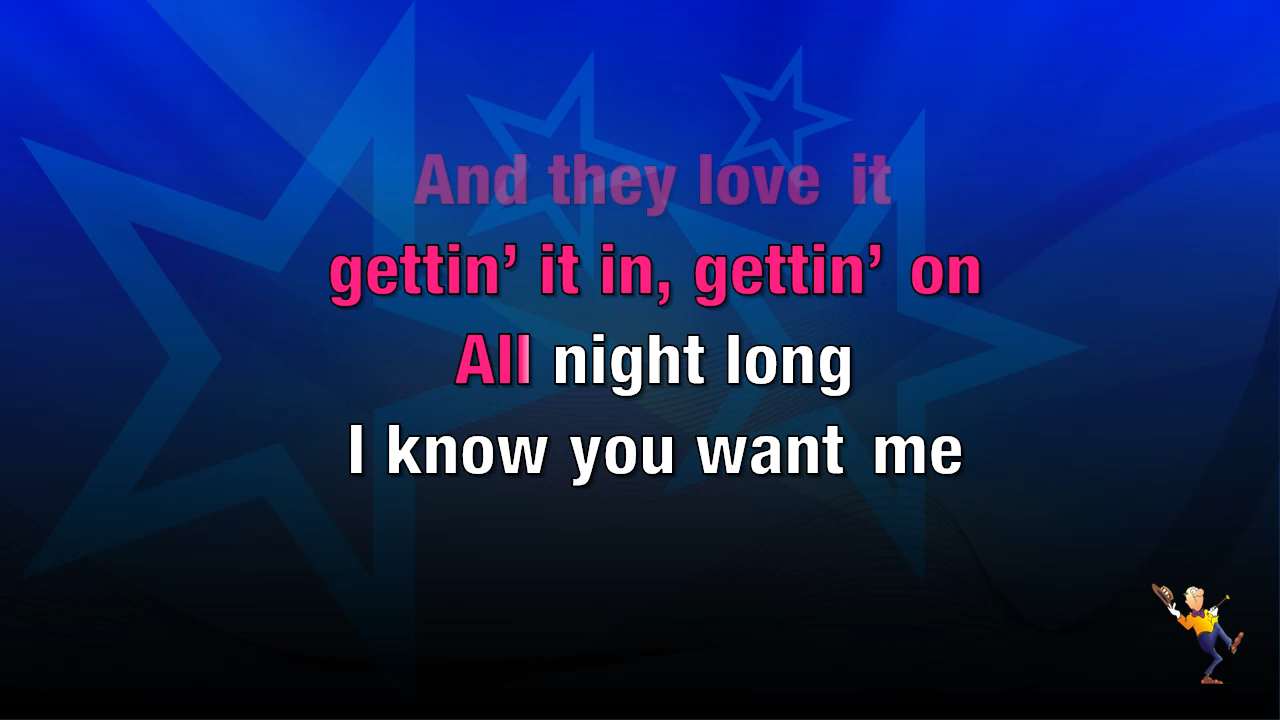 And they love it
gettin’ it in, gettin’ on
All night long
I know you want me